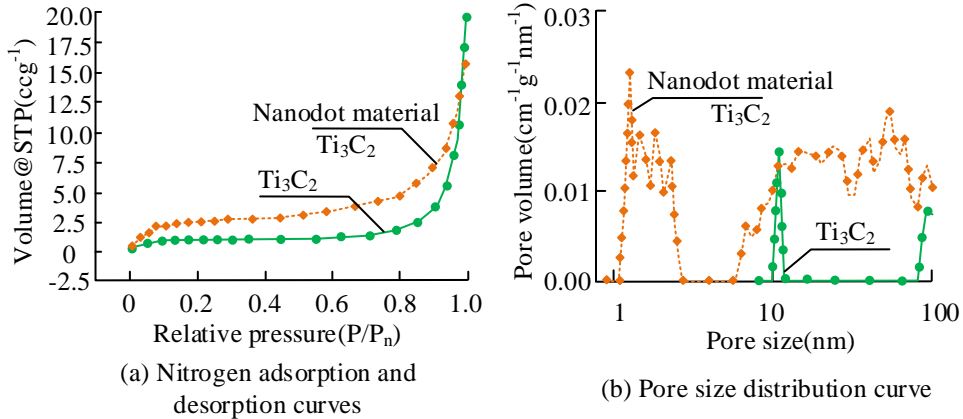 20.0
17.5
15.0
12.5
10.0
7.5
5.0
2.5
0
-2.5
Volume@STP(ccg⁻¹)
Nanodot material
Ti₃C₂
Ti₃C₂
0 0.2 0.4 0.6 0.8 1.0
Relative pressure(P/Pₙ)
(a) Nitrogen adsorption and
desorption curves
0.03
0.02
0.01
0.00
Pore volume(cm⁻¹g⁻¹nm⁻¹)
Nanodot material
Ti₃C₂
Ti₃C₂
1 10 100
Pore size(nm)
(b) Pore size distribution curve